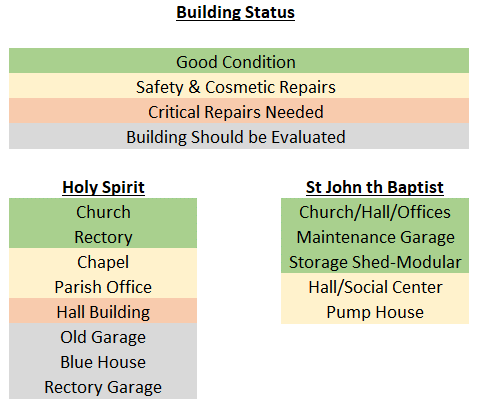 Building Status
Good Condition
Safety & Cosmetic Repairs
Critical Repairs Needed
Building Should be Evaluated
Holy Spirit
Church
Rectory
Chapel
Parish Office
Hall Building
Old Garage
Blue House
Rectory Garage
St John th Baptist
Church/Hall/Offices
Maintenance Garage
Storage Shed-Modular
Hall/Social Center
Pump House